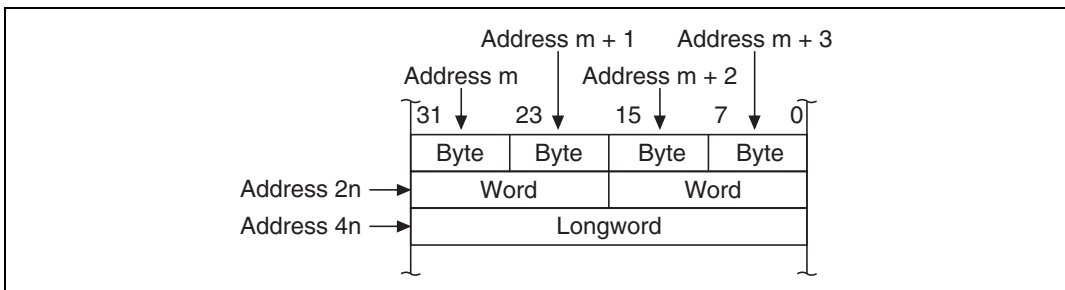 Address m + 1 Address m + 3
Address m Address m + 2
31 23 15 7 0
Byte Byte Byte Byte
Address 2n Word Word
Address 4n Longword